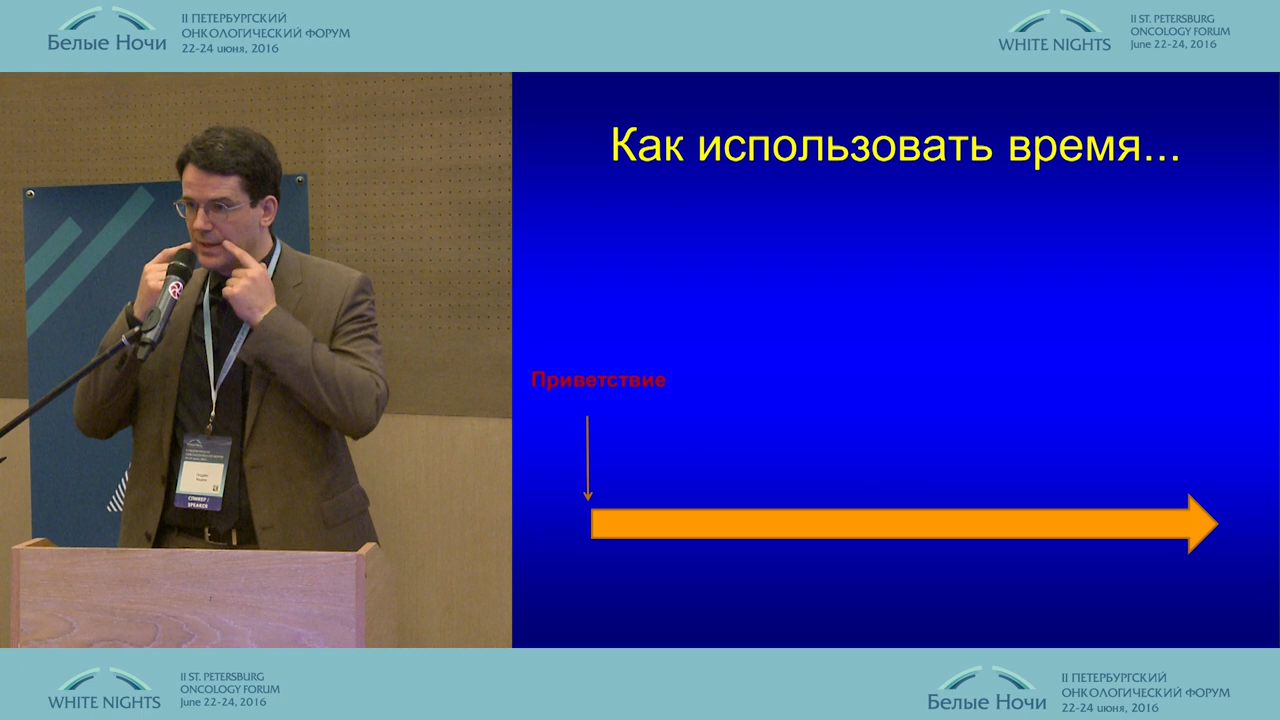 Белые Ночи
II ПЕТЕРБУРГСКИЙ
ОНКОЛОГИЧЕСКИЙ ФОРУМ
22-24 июня, 2016
WHITE NIGHTS
II ST. PETERSBURG
ONCOLOGY FORUM
June 22-24, 2016
Как использовать время...
Приветствие
СПИКЕР /
SPEAKER
WHITE NIGHTS
II ST. PETERSBURG
ONCOLOGY FORUM
June 22-24, 2016
Белые Ночи
II ПЕТЕРБУРГСКИЙ
ОНКОЛОГИЧЕСКИЙ ФОРУМ
22-24 июня, 2016